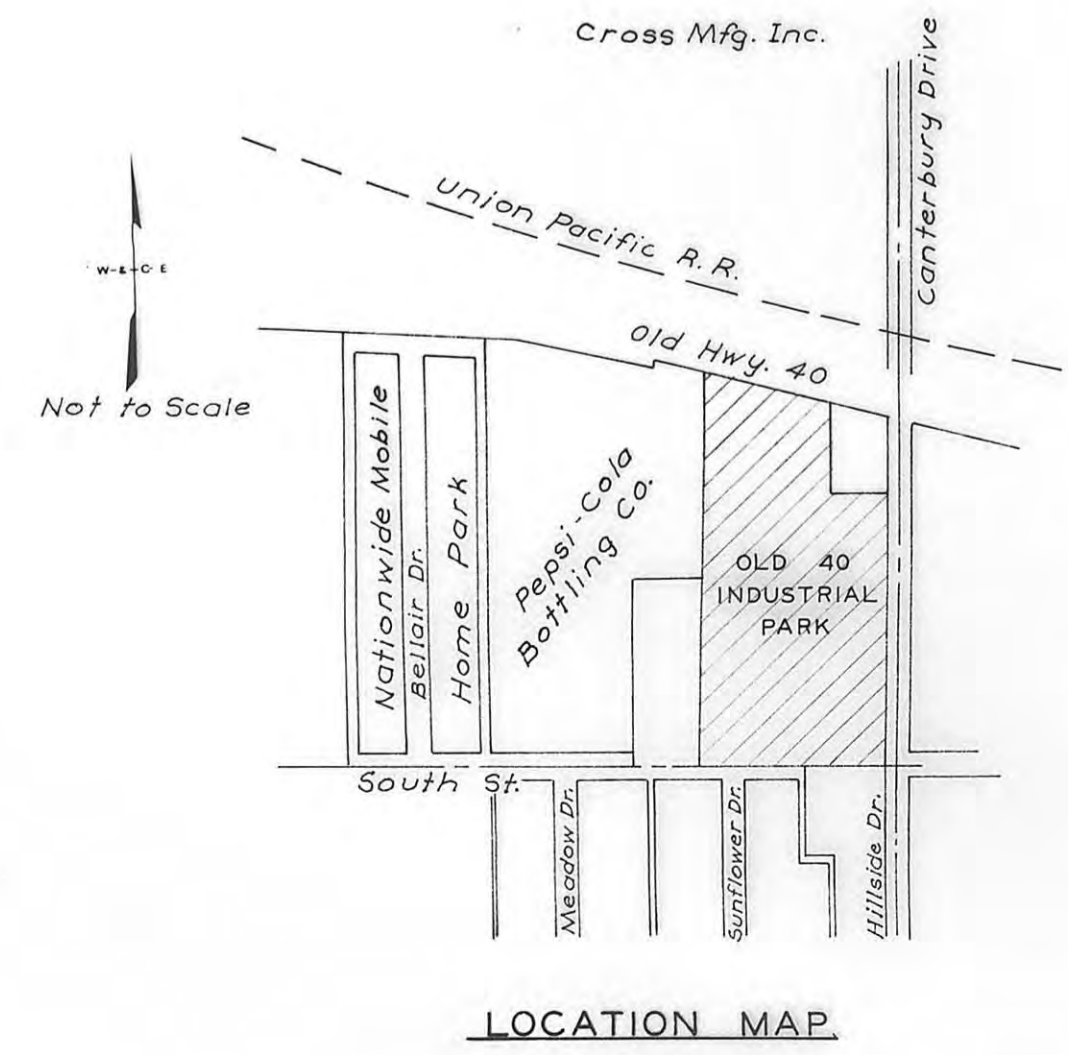 Cross Mfg. Inc.
Canterbury Drive
Union Pacific R.R.
W-&-C-E
Not to Scale
Old Hwy. 40
Nationwide Mobile
Bellair Dr.
Home Park
Pepsi-Cola
Bottling Co.
OLD 40
INDUSTRIAL
PARK
South St.
Meadow Dr.
Sunflower Dr.
Hillside Dr.
LOCATION MAP